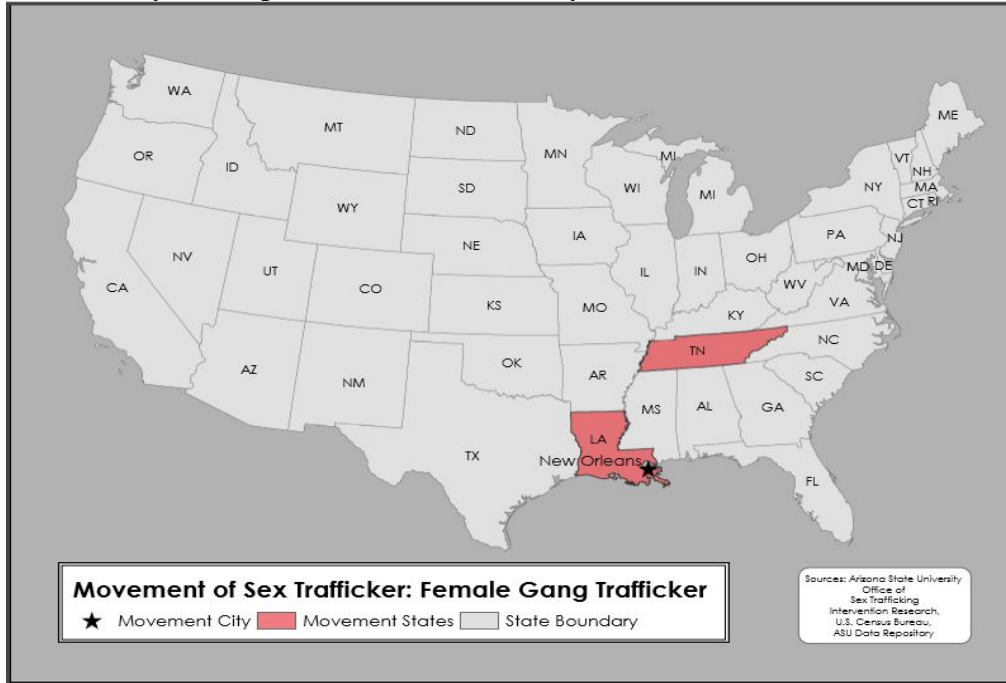 WA
MT
ND
MN
ME
OR
ID
SD
WI
MI
MI
VT
NH
NY
MA
CT RI
WY
IA
NE
PA
NJ
NV
UT
CO
IL
IN
OH
MD DE
WV
VA
CA
KS
MO
KY
AZ
NM
OK
AR
TN
NC
SC
MS
AL
GA
TX
LA
New Orleans
FL
Movement of Sex Trafficker: Female Gang Trafficker
Movement City
Movement States
State Boundary
Sources: Arizona State University
Office of
Sex Trafficking
Intervention Research,
U.S. Census Bureau,
ASU Data Repository